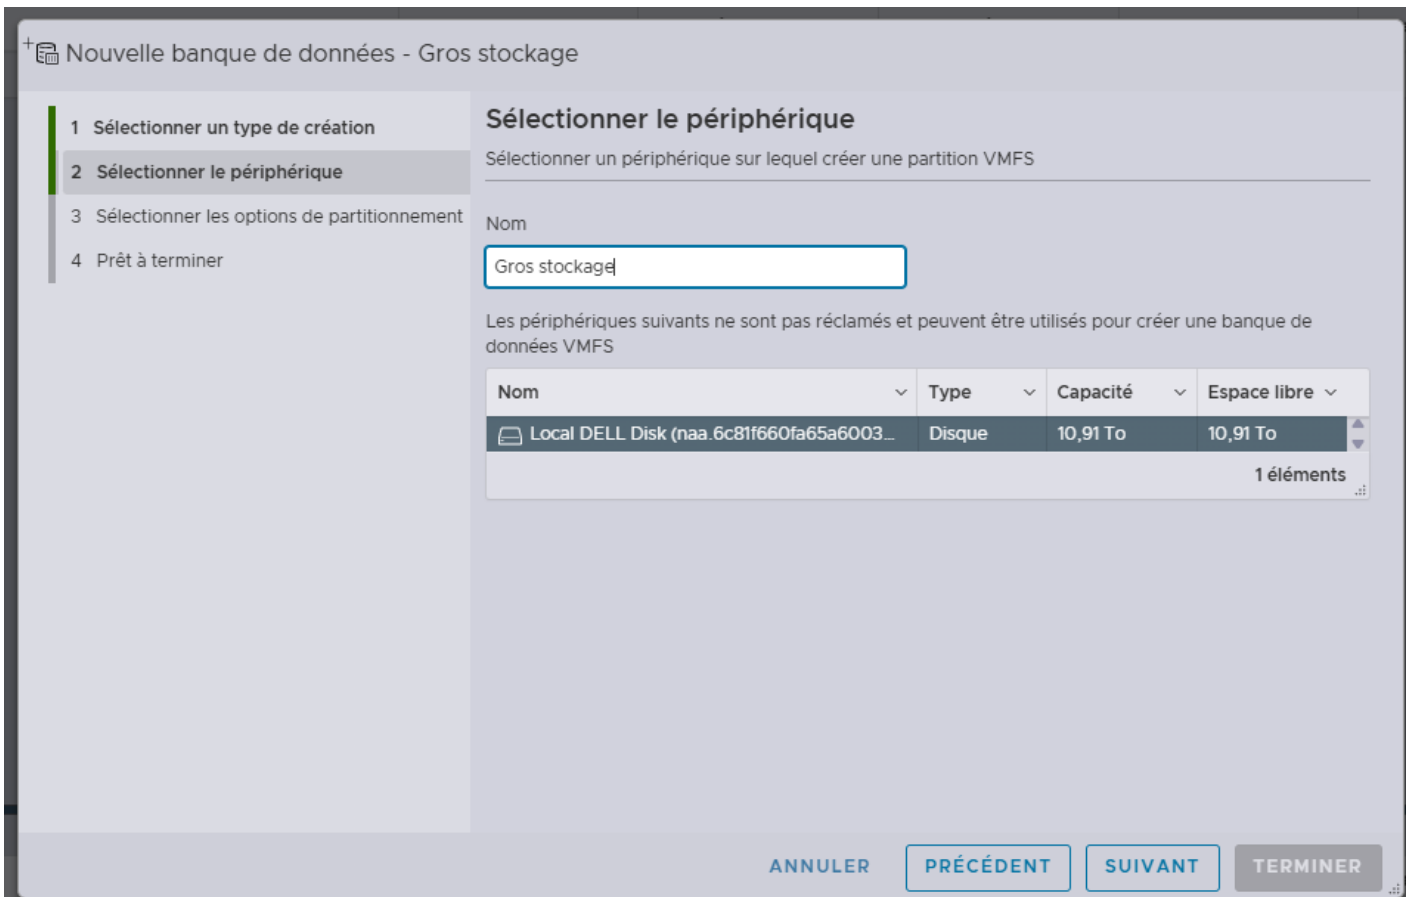 Nouvelle banque de données - Gros stockage
1 Sélectionner un type de création
2 Sélectionner le périphérique
3 Sélectionner les options de partitionnement
4 Prêt à terminer
Sélectionner le périphérique
Sélectionner un périphérique sur lequel créer une partition VMFS
Nom
Gros stockage
Les périphériques suivants ne sont pas réclamés et peuvent être utilisés pour créer une banque de
données VMFS
Nom Type Capacité Espace libre
Local DELL Disk (naa.6c81f660fa65a6003... Disque 10,91 To 10,91 To
1 éléments
ANNULER PRÉCÉDENT SUIVANT TERMINER